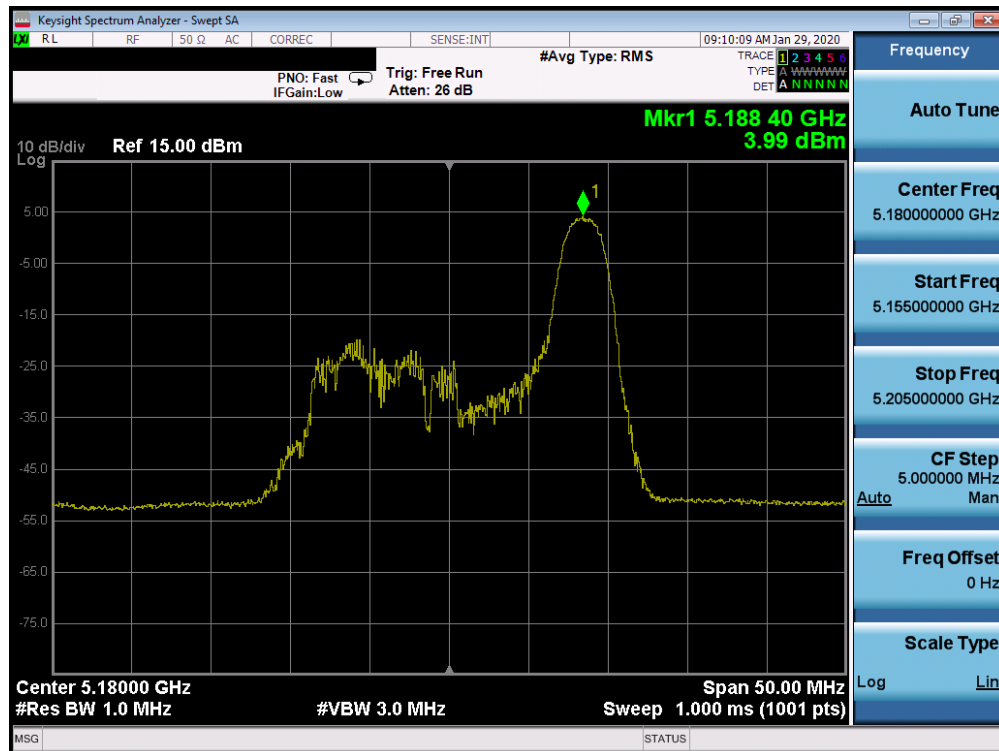 Keysight Spectrum Analyzer - Swept SA
LXI RL RF 50 Ω AC CORREC SENSE:INT 09:10:09 AM Jan 29, 2020
#Avg Type: RMS TRACE 1 2 3 4 5 6
PNO: Fast Trig: Free Run TYPE A WWWWW
IFGain:Low Atten: 26 dB DET A N N N N N
Mkr1 5.188 40 GHz
3.99 dBm
10 dB/div Ref 15.00 dBm
Log
1
5.00
-5.00
-15.0
-25.0
-35.0
-45.0
-55.0
-65.0
-75.0
Center 5.18000 GHz Span 50.00 MHz
#Res BW 1.0 MHz #VBW 3.0 MHz Sweep 1.000 ms (1001 pts)
MSG STATUS
Frequency
Auto Tune
Center Freq
5.180000000 GHz
Start Freq
5.155000000 GHz
Stop Freq
5.205000000 GHz
CF Step
5.000000 MHz
Auto Man
Freq Offset
0 Hz
Scale Type
Log Lin